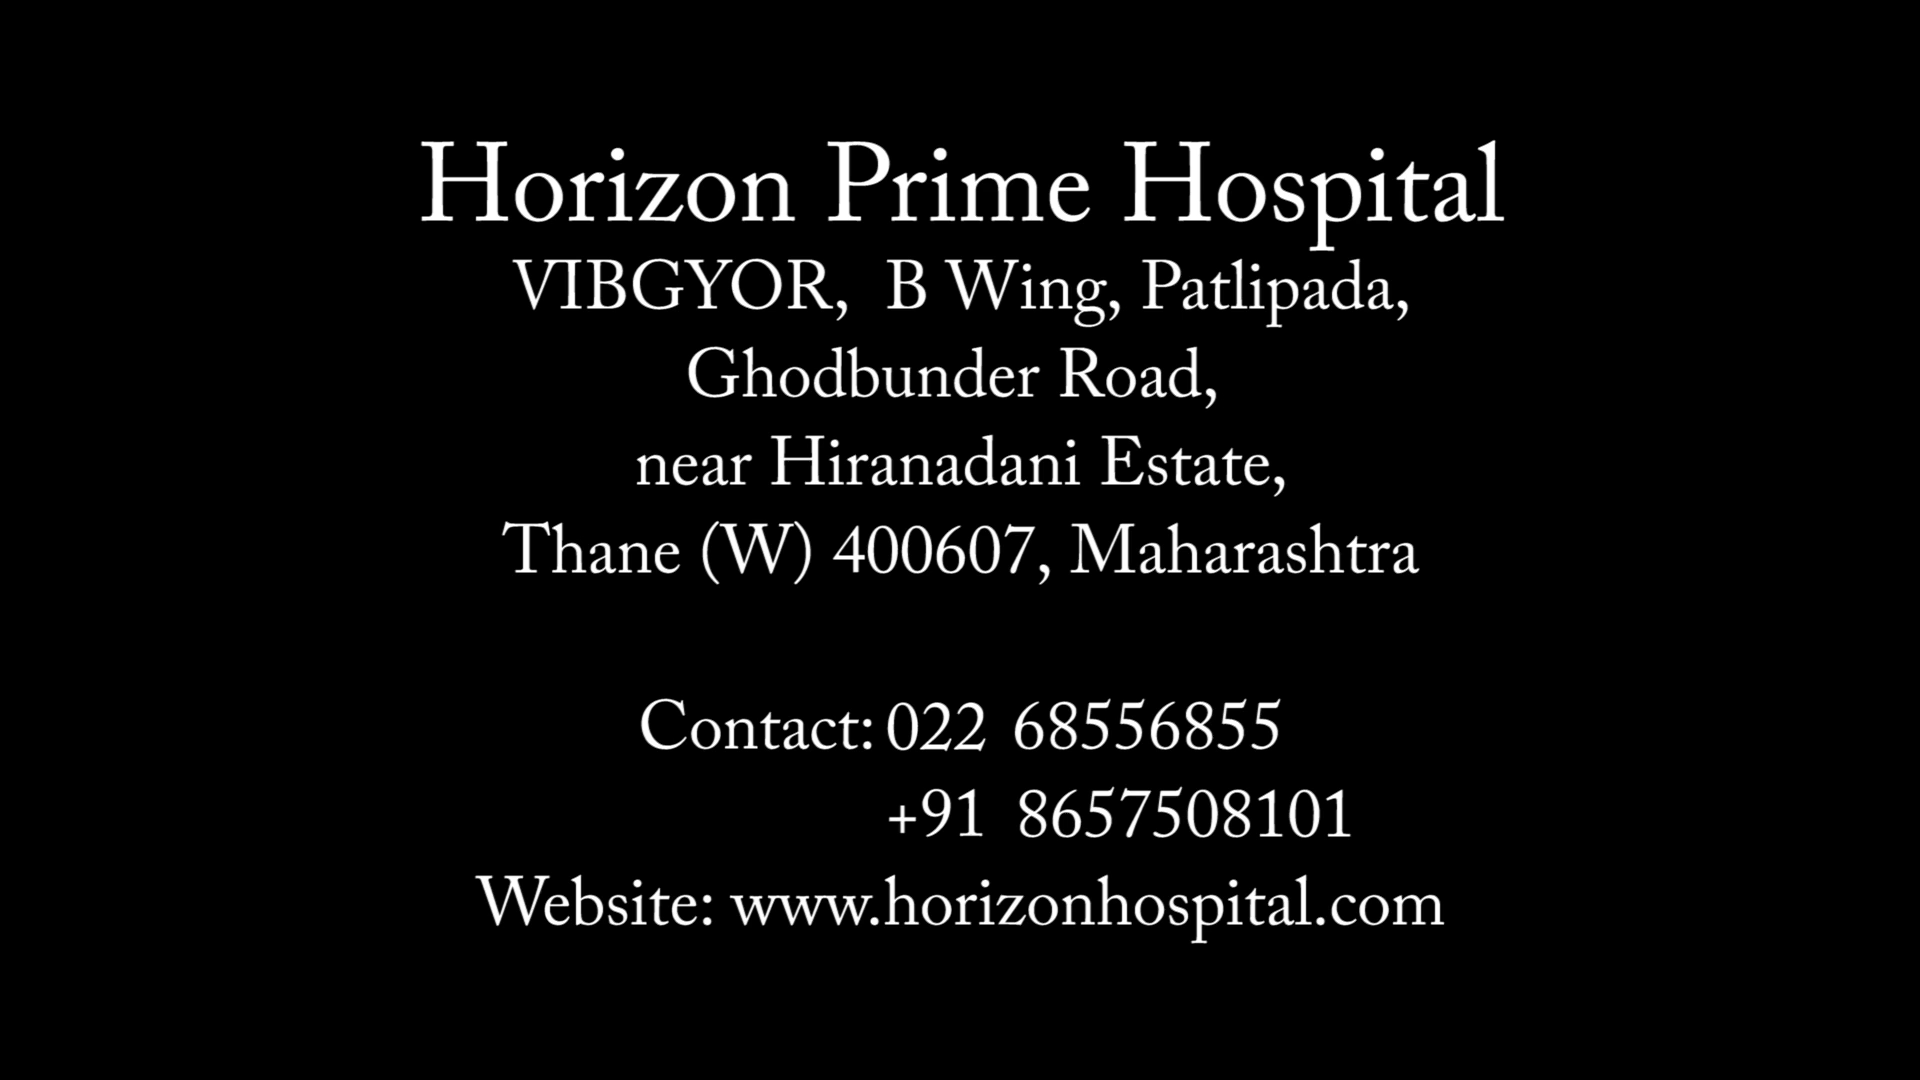 Horizon Prime Hospital
VIBGYOR, B Wing, Patlipada,
Ghodbunder Road,
near Hiranadani Estate,
Thane (W) 400607, Maharashtra
Contact: 022 68556855
+91 8657508101
Website: www.horizonhospital.com